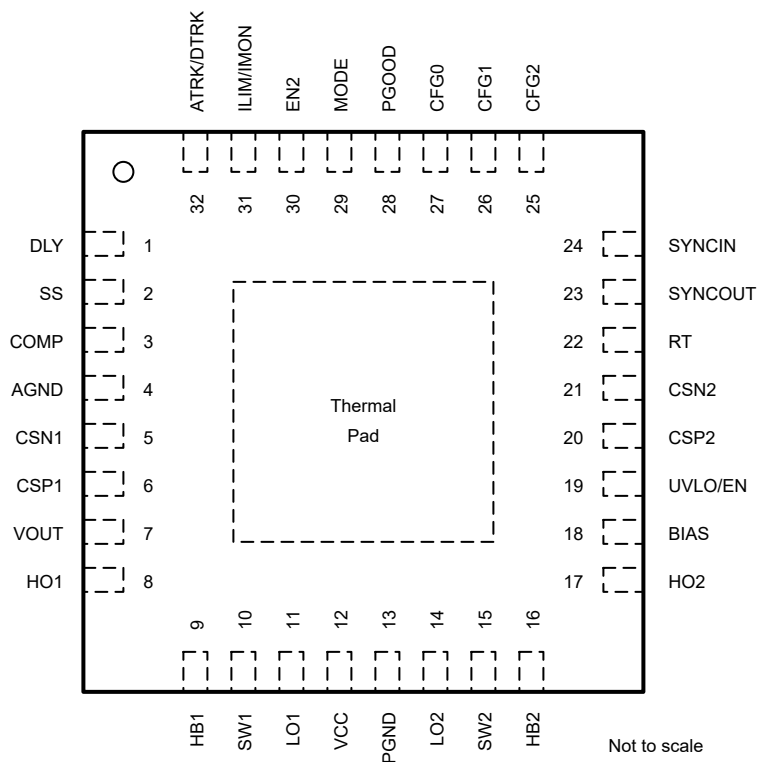 ATRK/DTRK
ILIM/IMON
EN2
MODE
PGOOD
CFG0
CFG1
CFG2
32
31
30
29
28
27
26
25
DLY 1
SS 2
COMP 3
AGND 4
CSN1 5
CSP1 6
VOUT 7
HO1 8
Thermal
Pad
24 SYNCIN
23 SYNCOUT
22 RT
21 CSN2
20 CSP2
19 UVLO/EN
18 BIAS
17 HO2
9
10
11
12
13
14
15
16
HB1
SW1
LO1
VCC
PGND
LO2
SW2
HB2
Not to scale